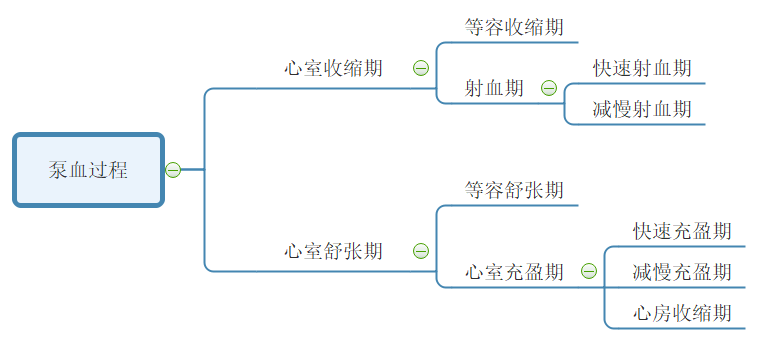 泵血过程
心室收缩期
等容收缩期
射血期
快速射血期
减慢射血期
心室舒张期
等容舒张期
心室充盈期
快速充盈期
减慢充盈期
心房收缩期